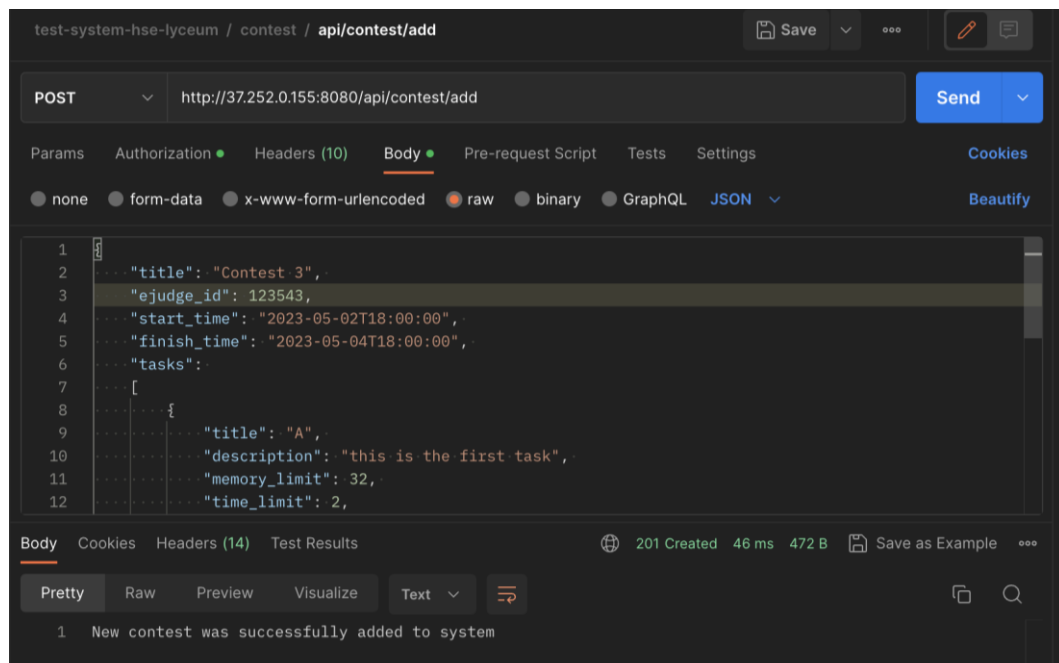 test-system-hse-lyceum / contest / api/contest/add Save ooo
POST http://37.252.0.155:8080/api/contest/add Send
Params Authorization Headers (10) Body Pre-request Script Tests Settings Cookies
none form-data x-www-form-urlencoded raw binary GraphQL JSON Beautify
1 {
2 "title": "Contest 3",
3 "ejudge_id": 123543,
4 "start_time": "2023-05-02T18:00:00",
5 "finish_time": "2023-05-04T18:00:00",
6 "tasks":
7 [
8 {
9 "title": "A",
10 "description": "this is the first task",
11 "memory_limit": 32,
12 "time_limit": 2,
Body Cookies Headers (14) Test Results 201 Created 46 ms 472 B Save as Example ooo
Pretty Raw Preview Visualize Text
1 New contest was successfully added to system